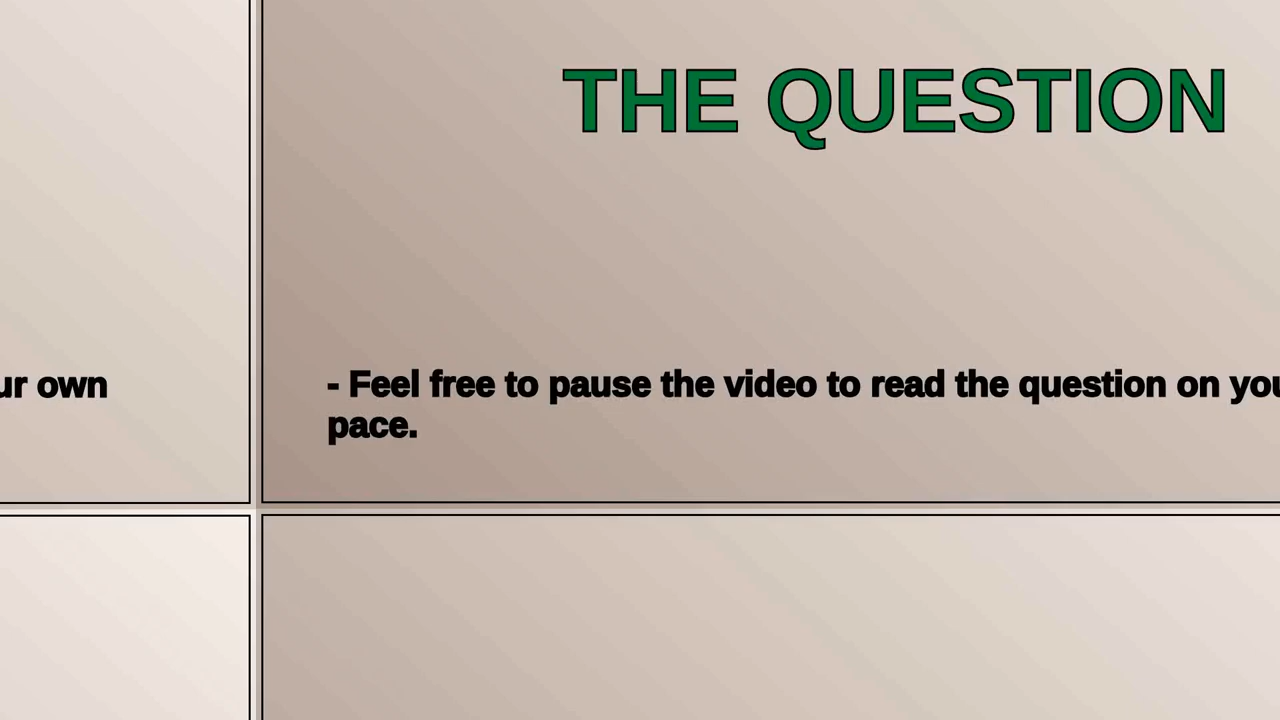 THE QUESTION
ur own
- Feel free to pause the video to read the question on you
pace.